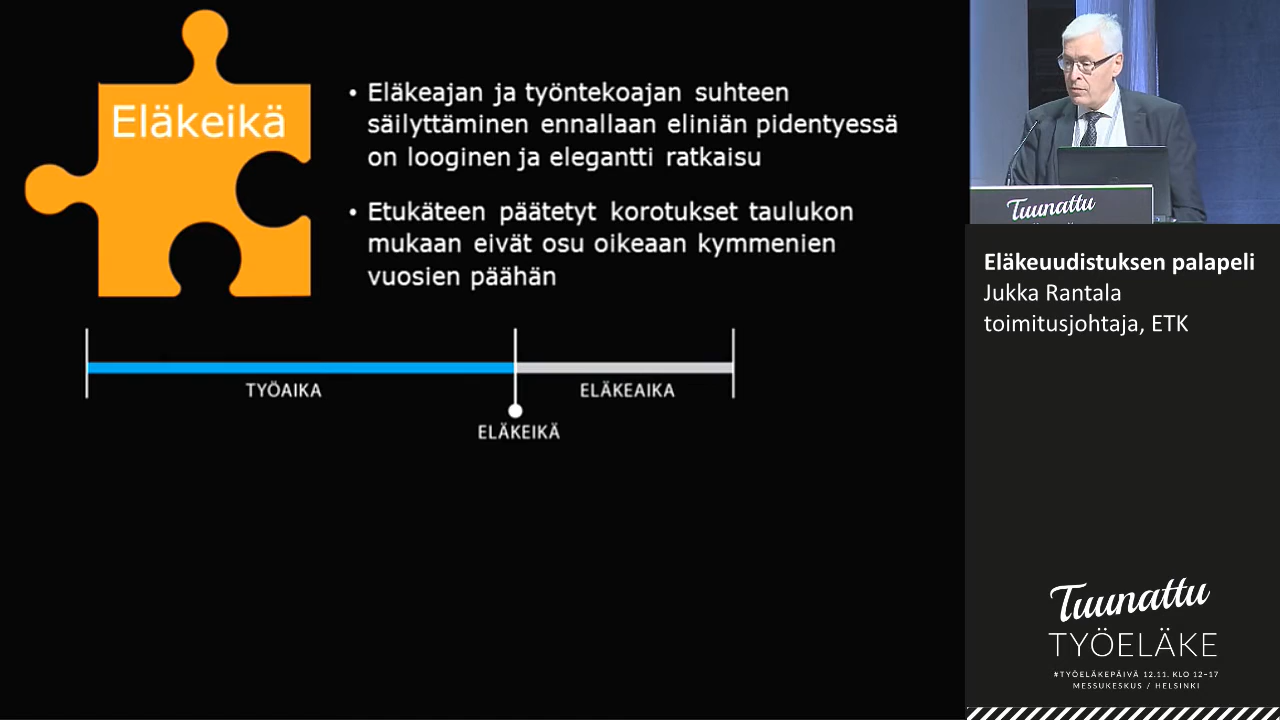 Eläkeikä
• Eläkeajan ja työntekoajan suhteen
säilyttäminen ennallaan eliniän pidentyessä
on looginen ja elegantti ratkaisu
• Etukäteen päätetyt korotukset taulukon
mukaan eivät osu oikeaan kymmenien
vuosien päähän
TYÖAIKA
ELÄKEAIKA
ELÄKEIKÄ
Tuunattu
Eläkeuudistuksen palapeli
Jukka Rantala
toimitusjohtaja, ETK
Tuunattu
TYÖELÄKE
#TYÖELÄKEPÄIVÄ 12.11. KLO 12–17
MESSUKESKUS / HELSINKI